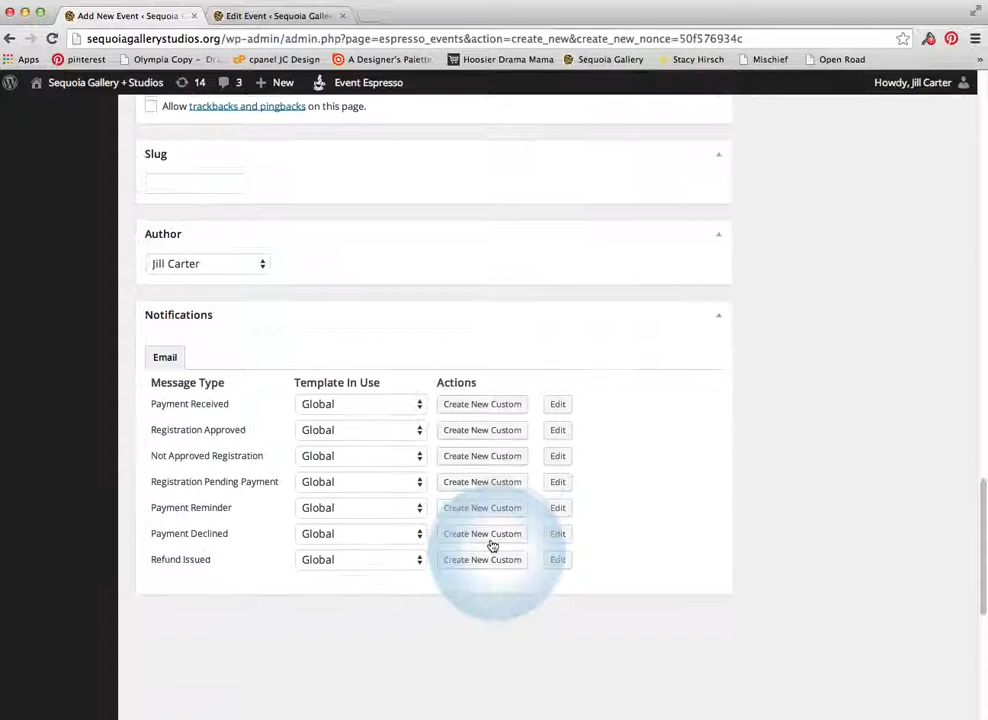 Add New Event ‹ Sequoia G
Edit Event ‹ Sequoia Galle
sequoiagallerystudios.org/wp-admin/admin.php?page=espresso_events&action=create_new&create_new_nonce=50f576934c
Apps pinterest Olympia Copy – D cpanel JC Design A Designer's Palett Hoosier Drama Mama Sequoia Gallery Stacy Hirsch Mischief Open Road »
Sequoia Gallery + Studios 14 3 + New Event Espresso Howdy, Jill Carter
Allow trackbacks and pingbacks on this page.
Slug
Author
Jill Carter
Notifications
Email
Message Type Template In Use Actions
Payment Received Global Create New Custom Edit
Registration Approved Global Create New Custom Edit
Not Approved Registration Global Create New Custom Edit
Registration Pending Payment Global Create New Custom Edit
Payment Reminder Global Create New Custom Edit
Payment Declined Global Create New Custom Edit
Refund Issued Global Create New Custom Edit